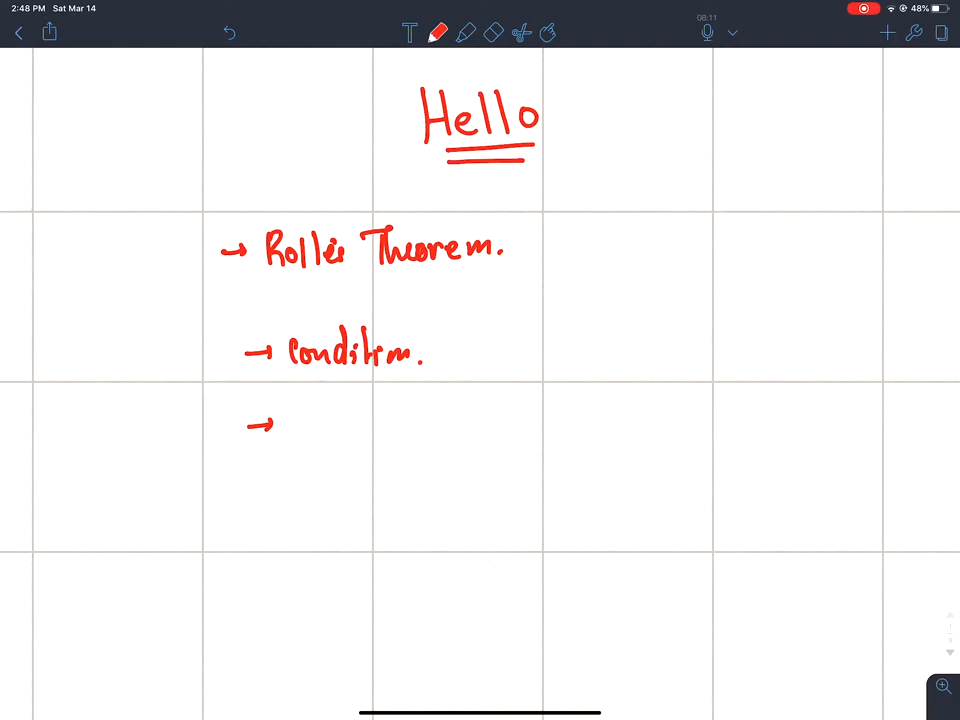 2:48 PM Sat Mar 14
48%
08:11
T
Hello
→ Rolle's Theorem.
→ Condition.
→